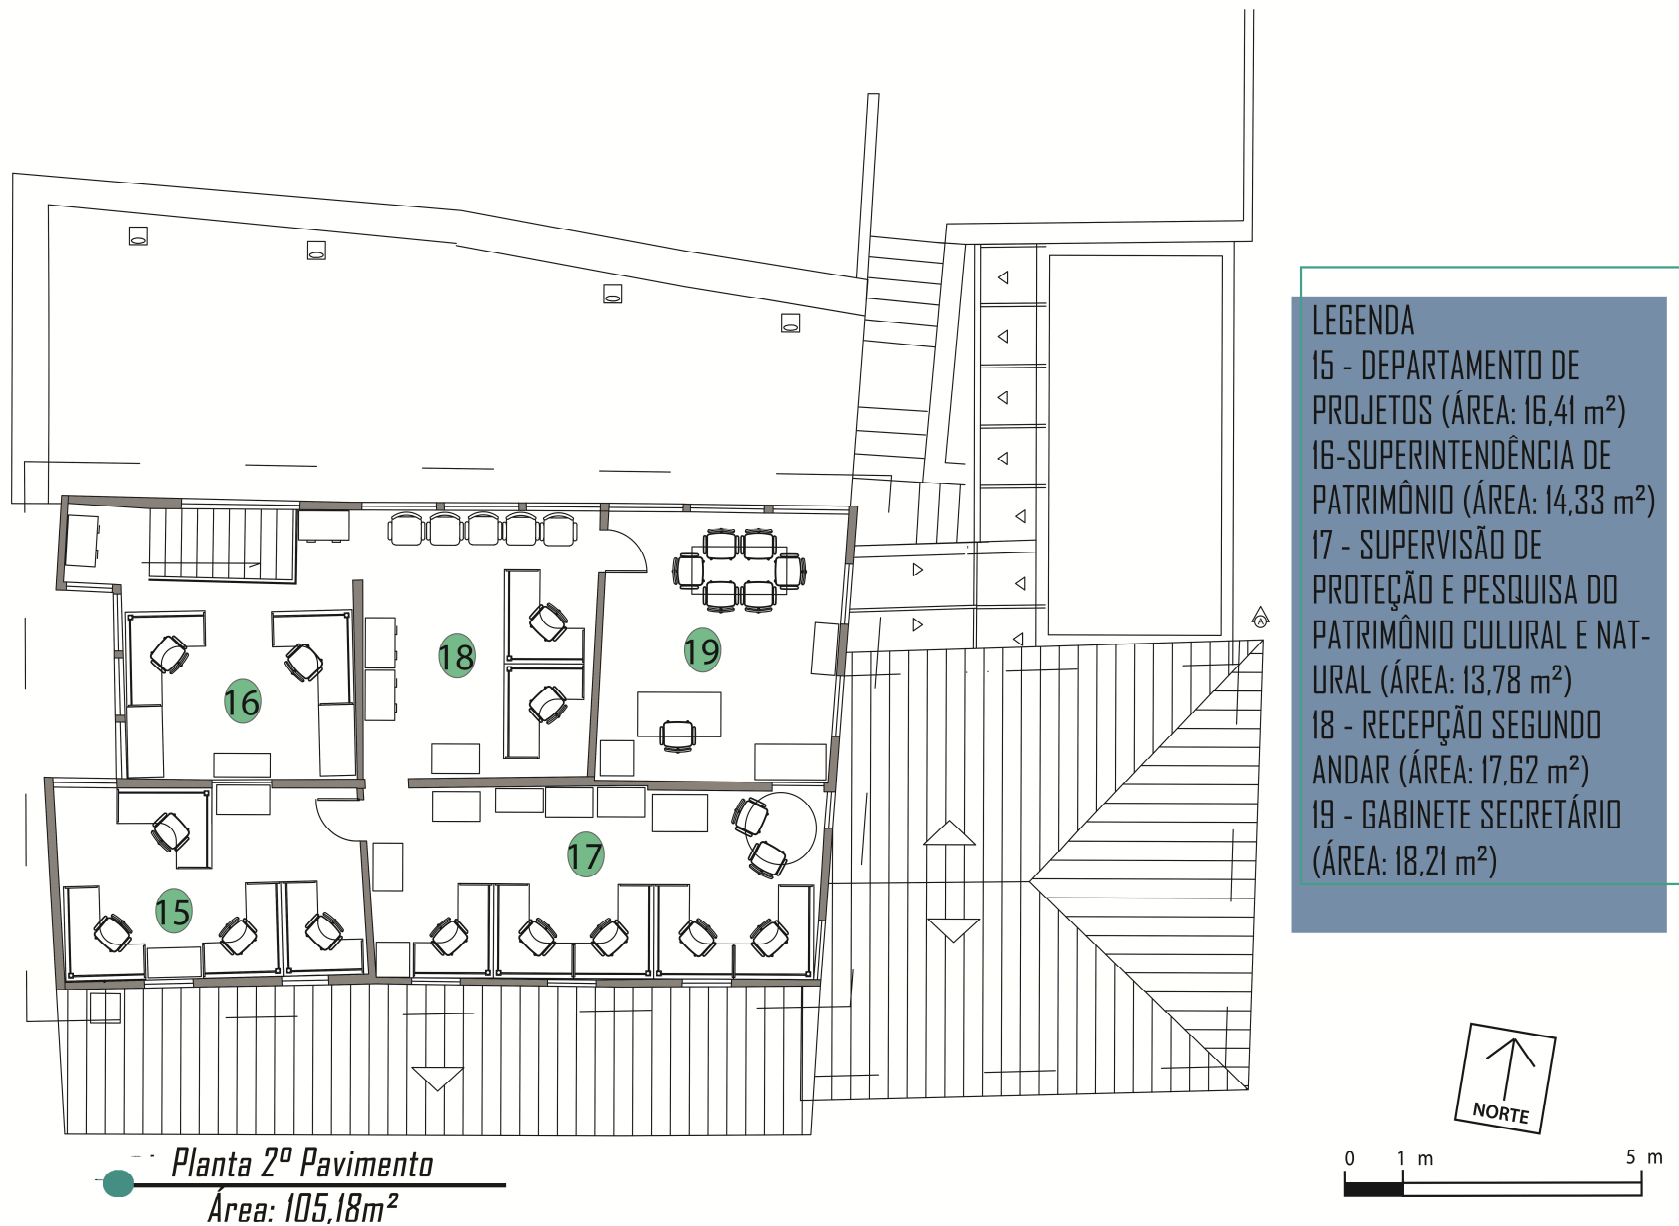 18
19
16
17
15
LEGENDA
15 - DEPARTAMENTO DE
PROJETOS (ÁREA: 16,41 m²)
16-SUPERINTENDÊNCIA DE
PATRIMÔNIO (ÁREA: 14,33 m²)
17 - SUPERVISÃO DE
PROTEÇÃO E PESQUISA DO
PATRIMÔNIO CULURAL E NAT-
URAL (ÁREA: 13,78 m²)
18 - RECEPÇÃO SEGUNDO
ANDAR (ÁREA: 17,62 m²)
19 - GABINETE SECRETÁRIO
(ÁREA: 18,21 m²)
NORTE
0 1 m 5 m
Planta 2º Pavimento
Área: 105,18m²